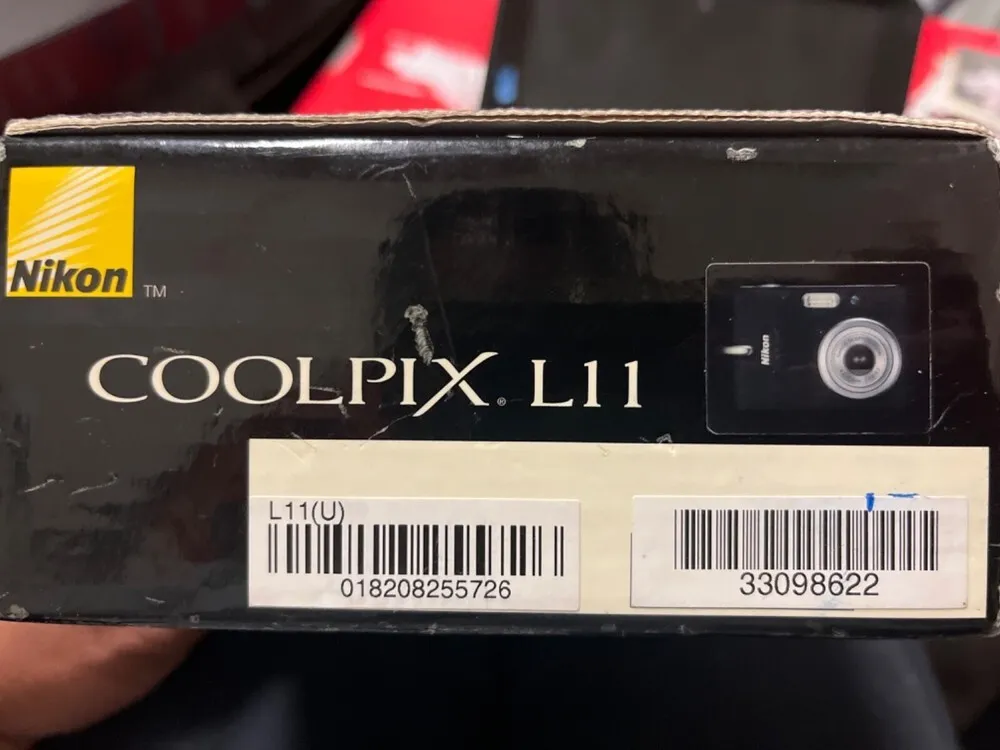 Nikon
TM
COOLPIX® L11
Nikon
L11(U)
018208255726
33098622